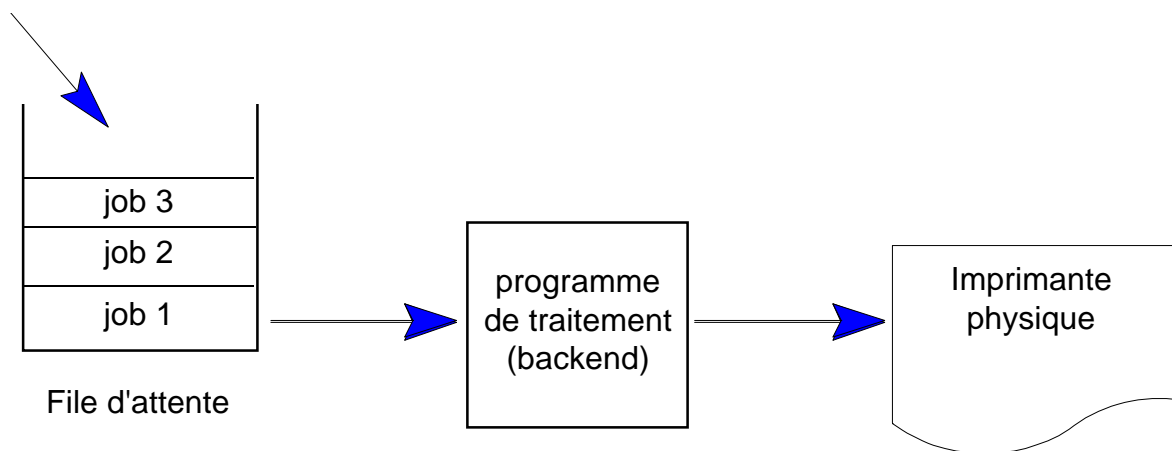 job 3
job 2
job 1
File d'attente
programme
de traitement
(backend)
Imprimante
physique